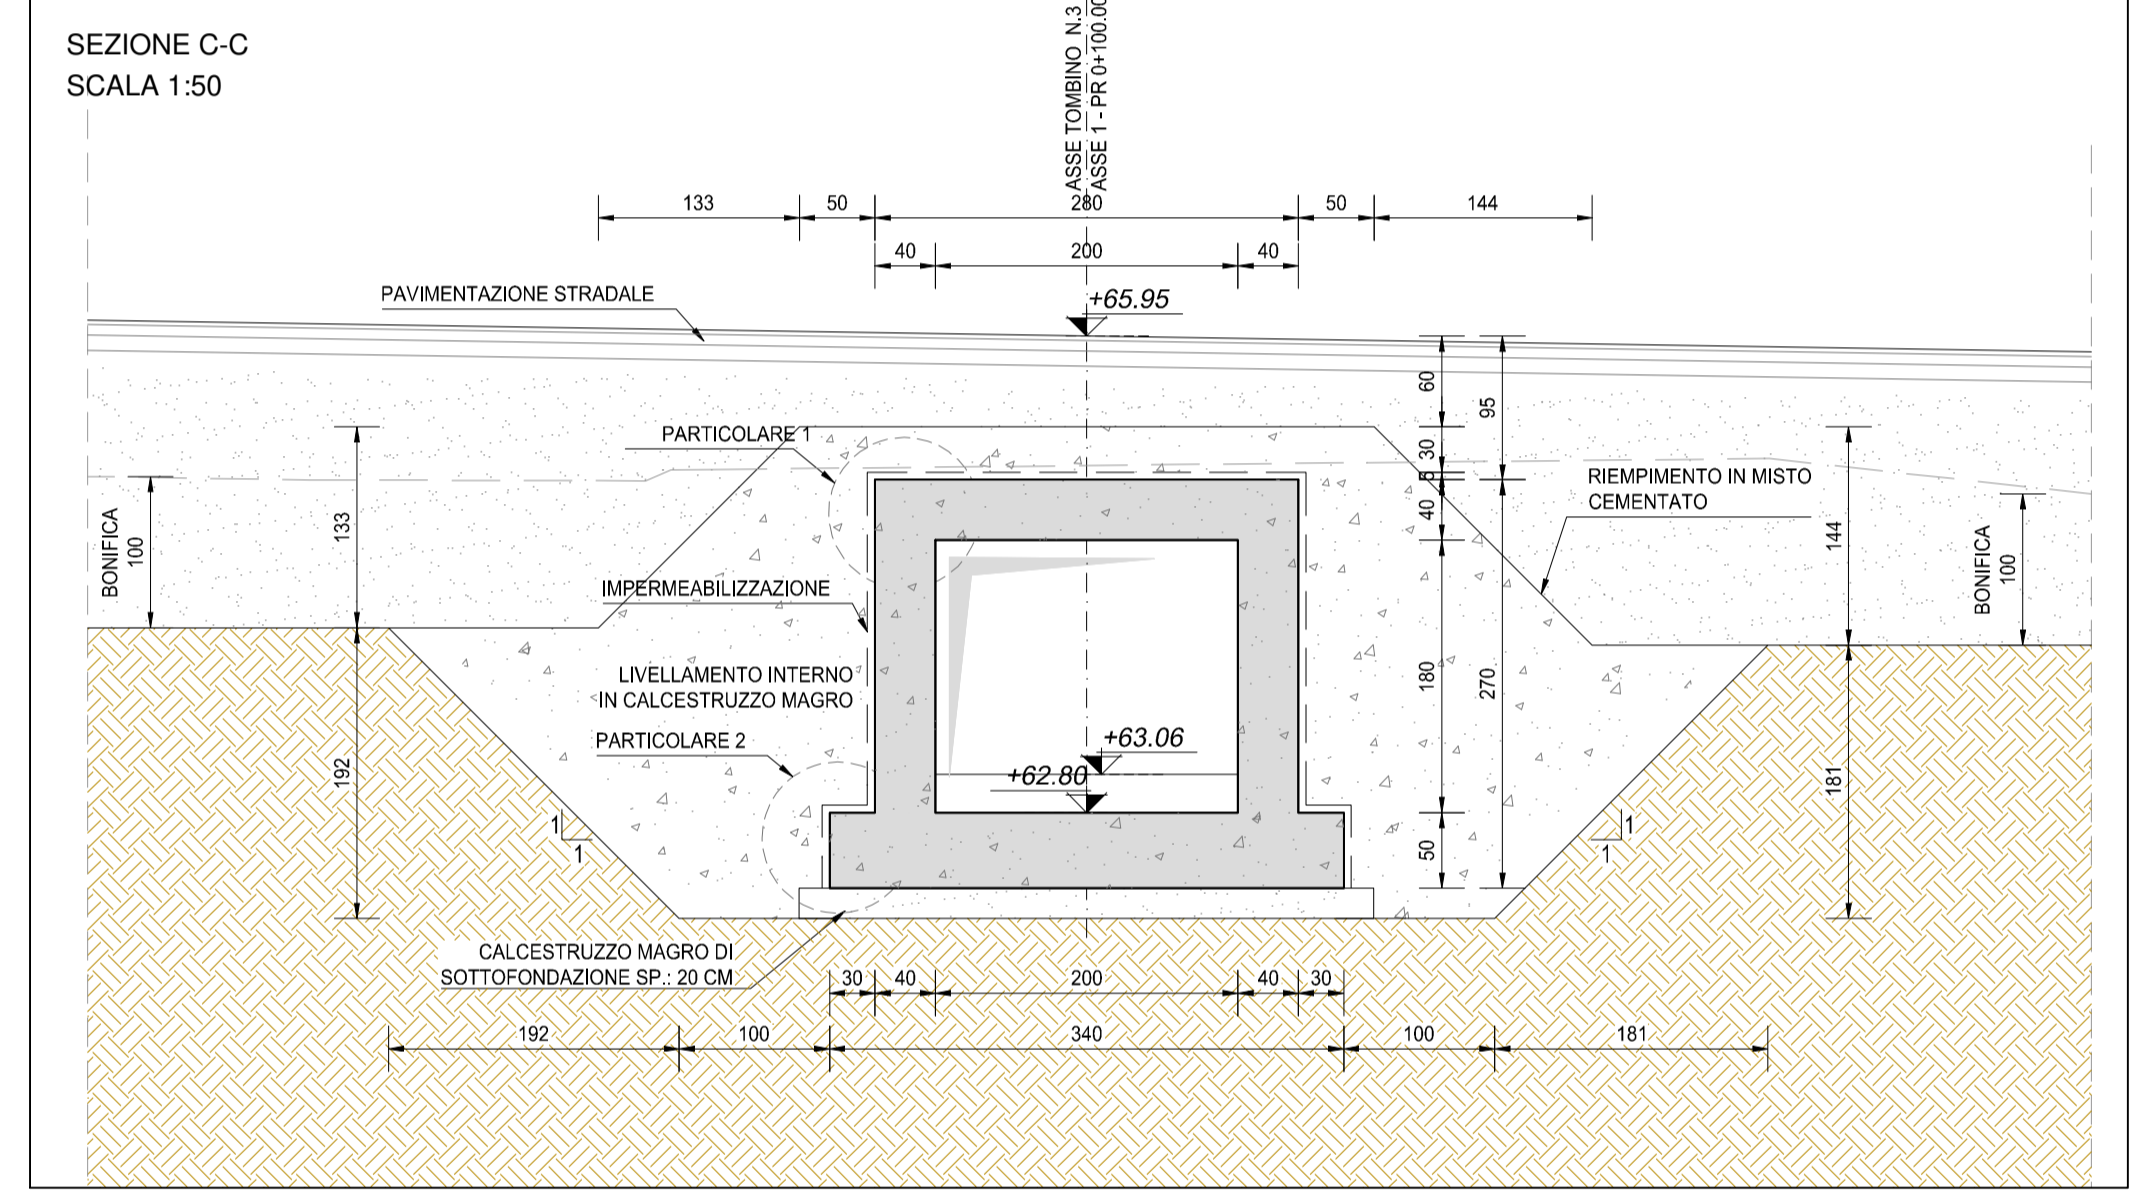 SEZIONE C-C
SCALA 1:50
ASSE TOMBINO N.3
ASSE 1 - PR 0+100.00
133
50
280
50
144
40
200
40
PAVIMENTAZIONE STRADALE
+65.95
60
95
PARTICOLARE 1
30
5
40
RIEMPIMENTO IN MISTO
CEMENTATO
BONIFICA
100
133
144
BONIFICA
100
IMPERMEABILIZZAZIONE
LIVELLAMENTO INTERNO
IN CALCESTRUZZO MAGRO
180
270
PARTICOLARE 2
+63.06
+62.80
192
181
1
1
1
1
50
CALCESTRUZZO MAGRO DI
SOTTOFONDAZIONE SP.: 20 CM
30
40
200
40
30
192
100
340
100
181